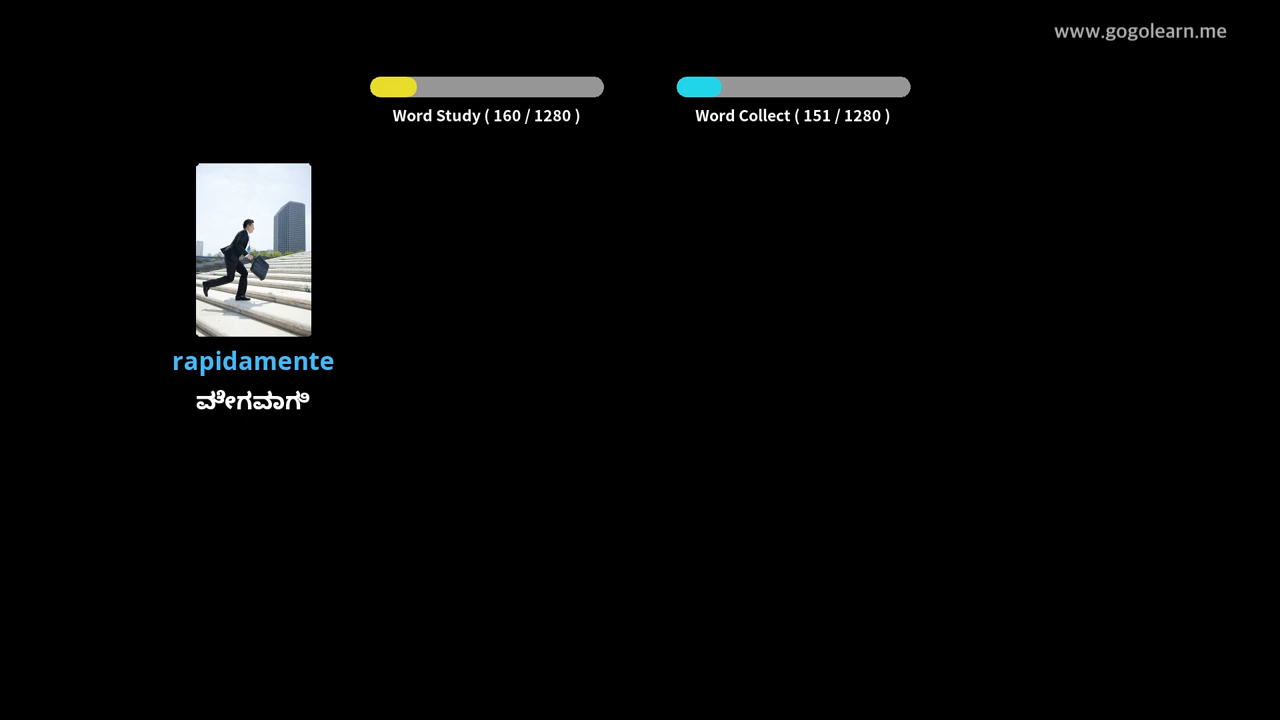 www.gogolearn.me
Word Study ( 160 / 1280 )
Word Collect ( 151 / 1280 )
rapidamente
ವೇಗವಾಗಿ